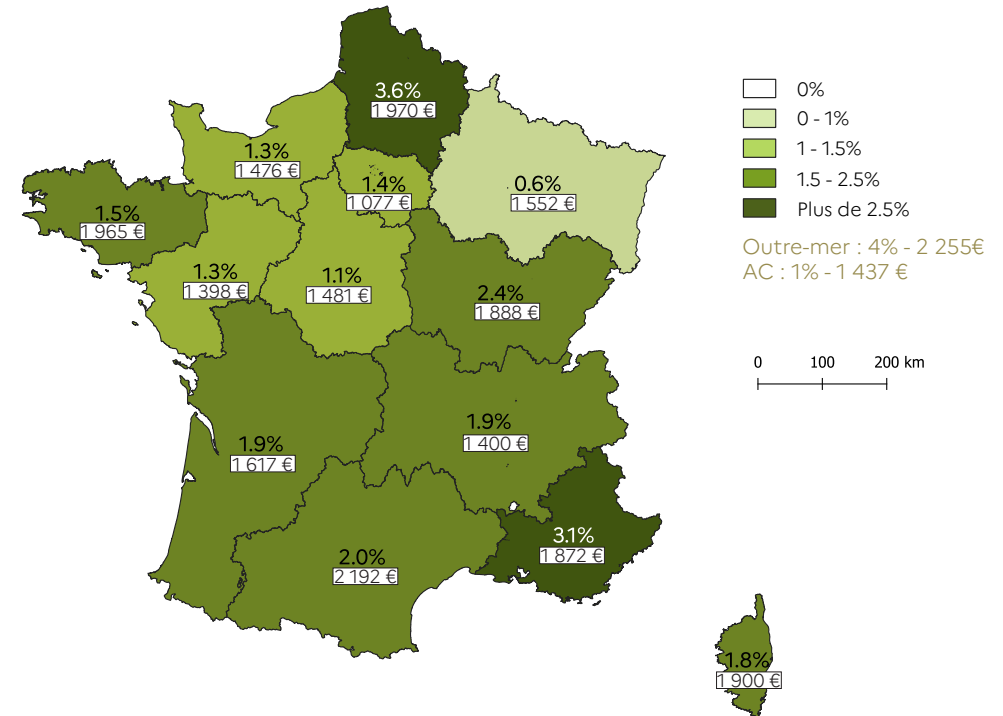 3.6%
1 970 €
0%
0 - 1%
1 - 1.5%
1.5 - 2.5%
Plus de 2.5%
Outre-mer : 4% - 2 255€
AC : 1% - 1 437 €
1.3%
1 476 €
1.4%
1 077 €
0.6%
1 552 €
1.5%
1 965 €
1.3%
1 398 €
1.1%
1 481 €
2.4%
1 888 €
0 100 200 km
1.9%
1 617 €
1.9%
1 400 €
3.1%
1 872 €
2.0%
2 192 €
1.8%
1 900 €